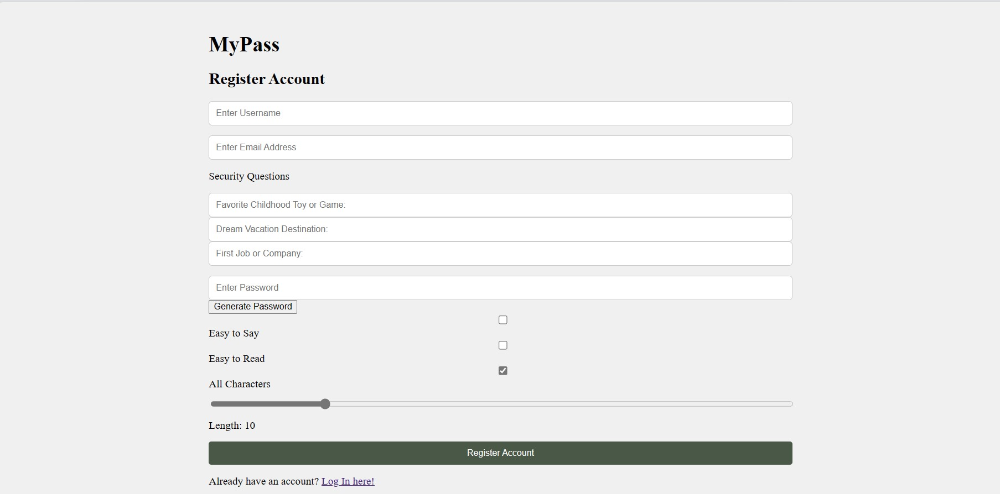 MyPass
Register Account
Enter Username
Enter Email Address
Security Questions
Favorite Childhood Toy or Game:
Dream Vacation Destination:
First Job or Company:
Enter Password
Generate Password
Easy to Say
Easy to Read
All Characters
Length: 10
Register Account
Already have an account? Log In here!